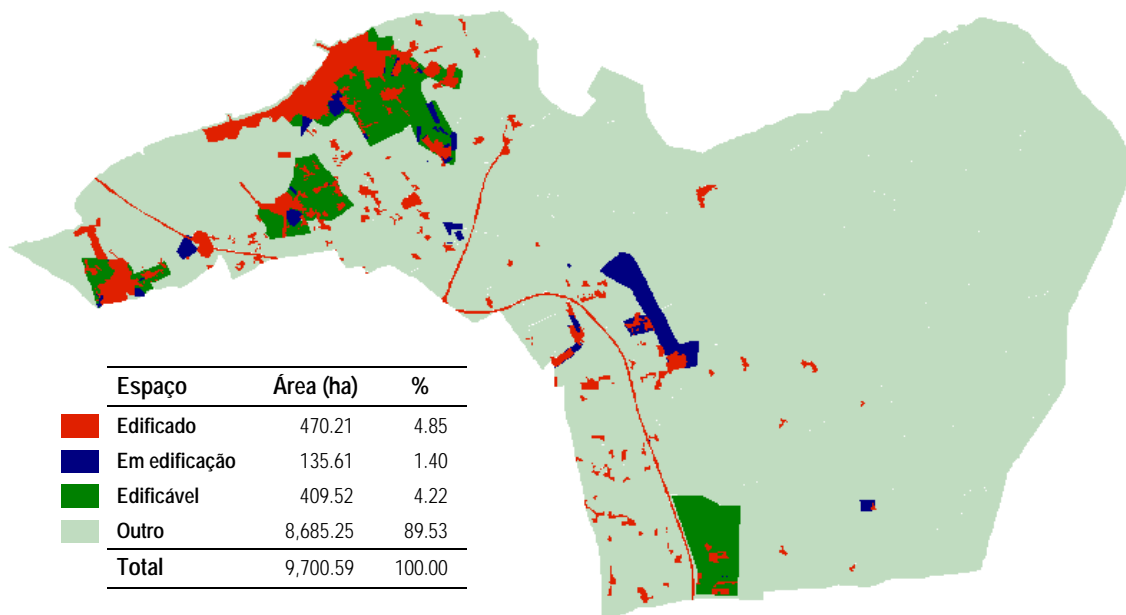 Espaço Área (ha) %
Edificado 470.21 4.85
Em edificação 135.61 1.40
Edificável 409.52 4.22
Outro 8,685.25 89.53
Total 9,700.59 100.00